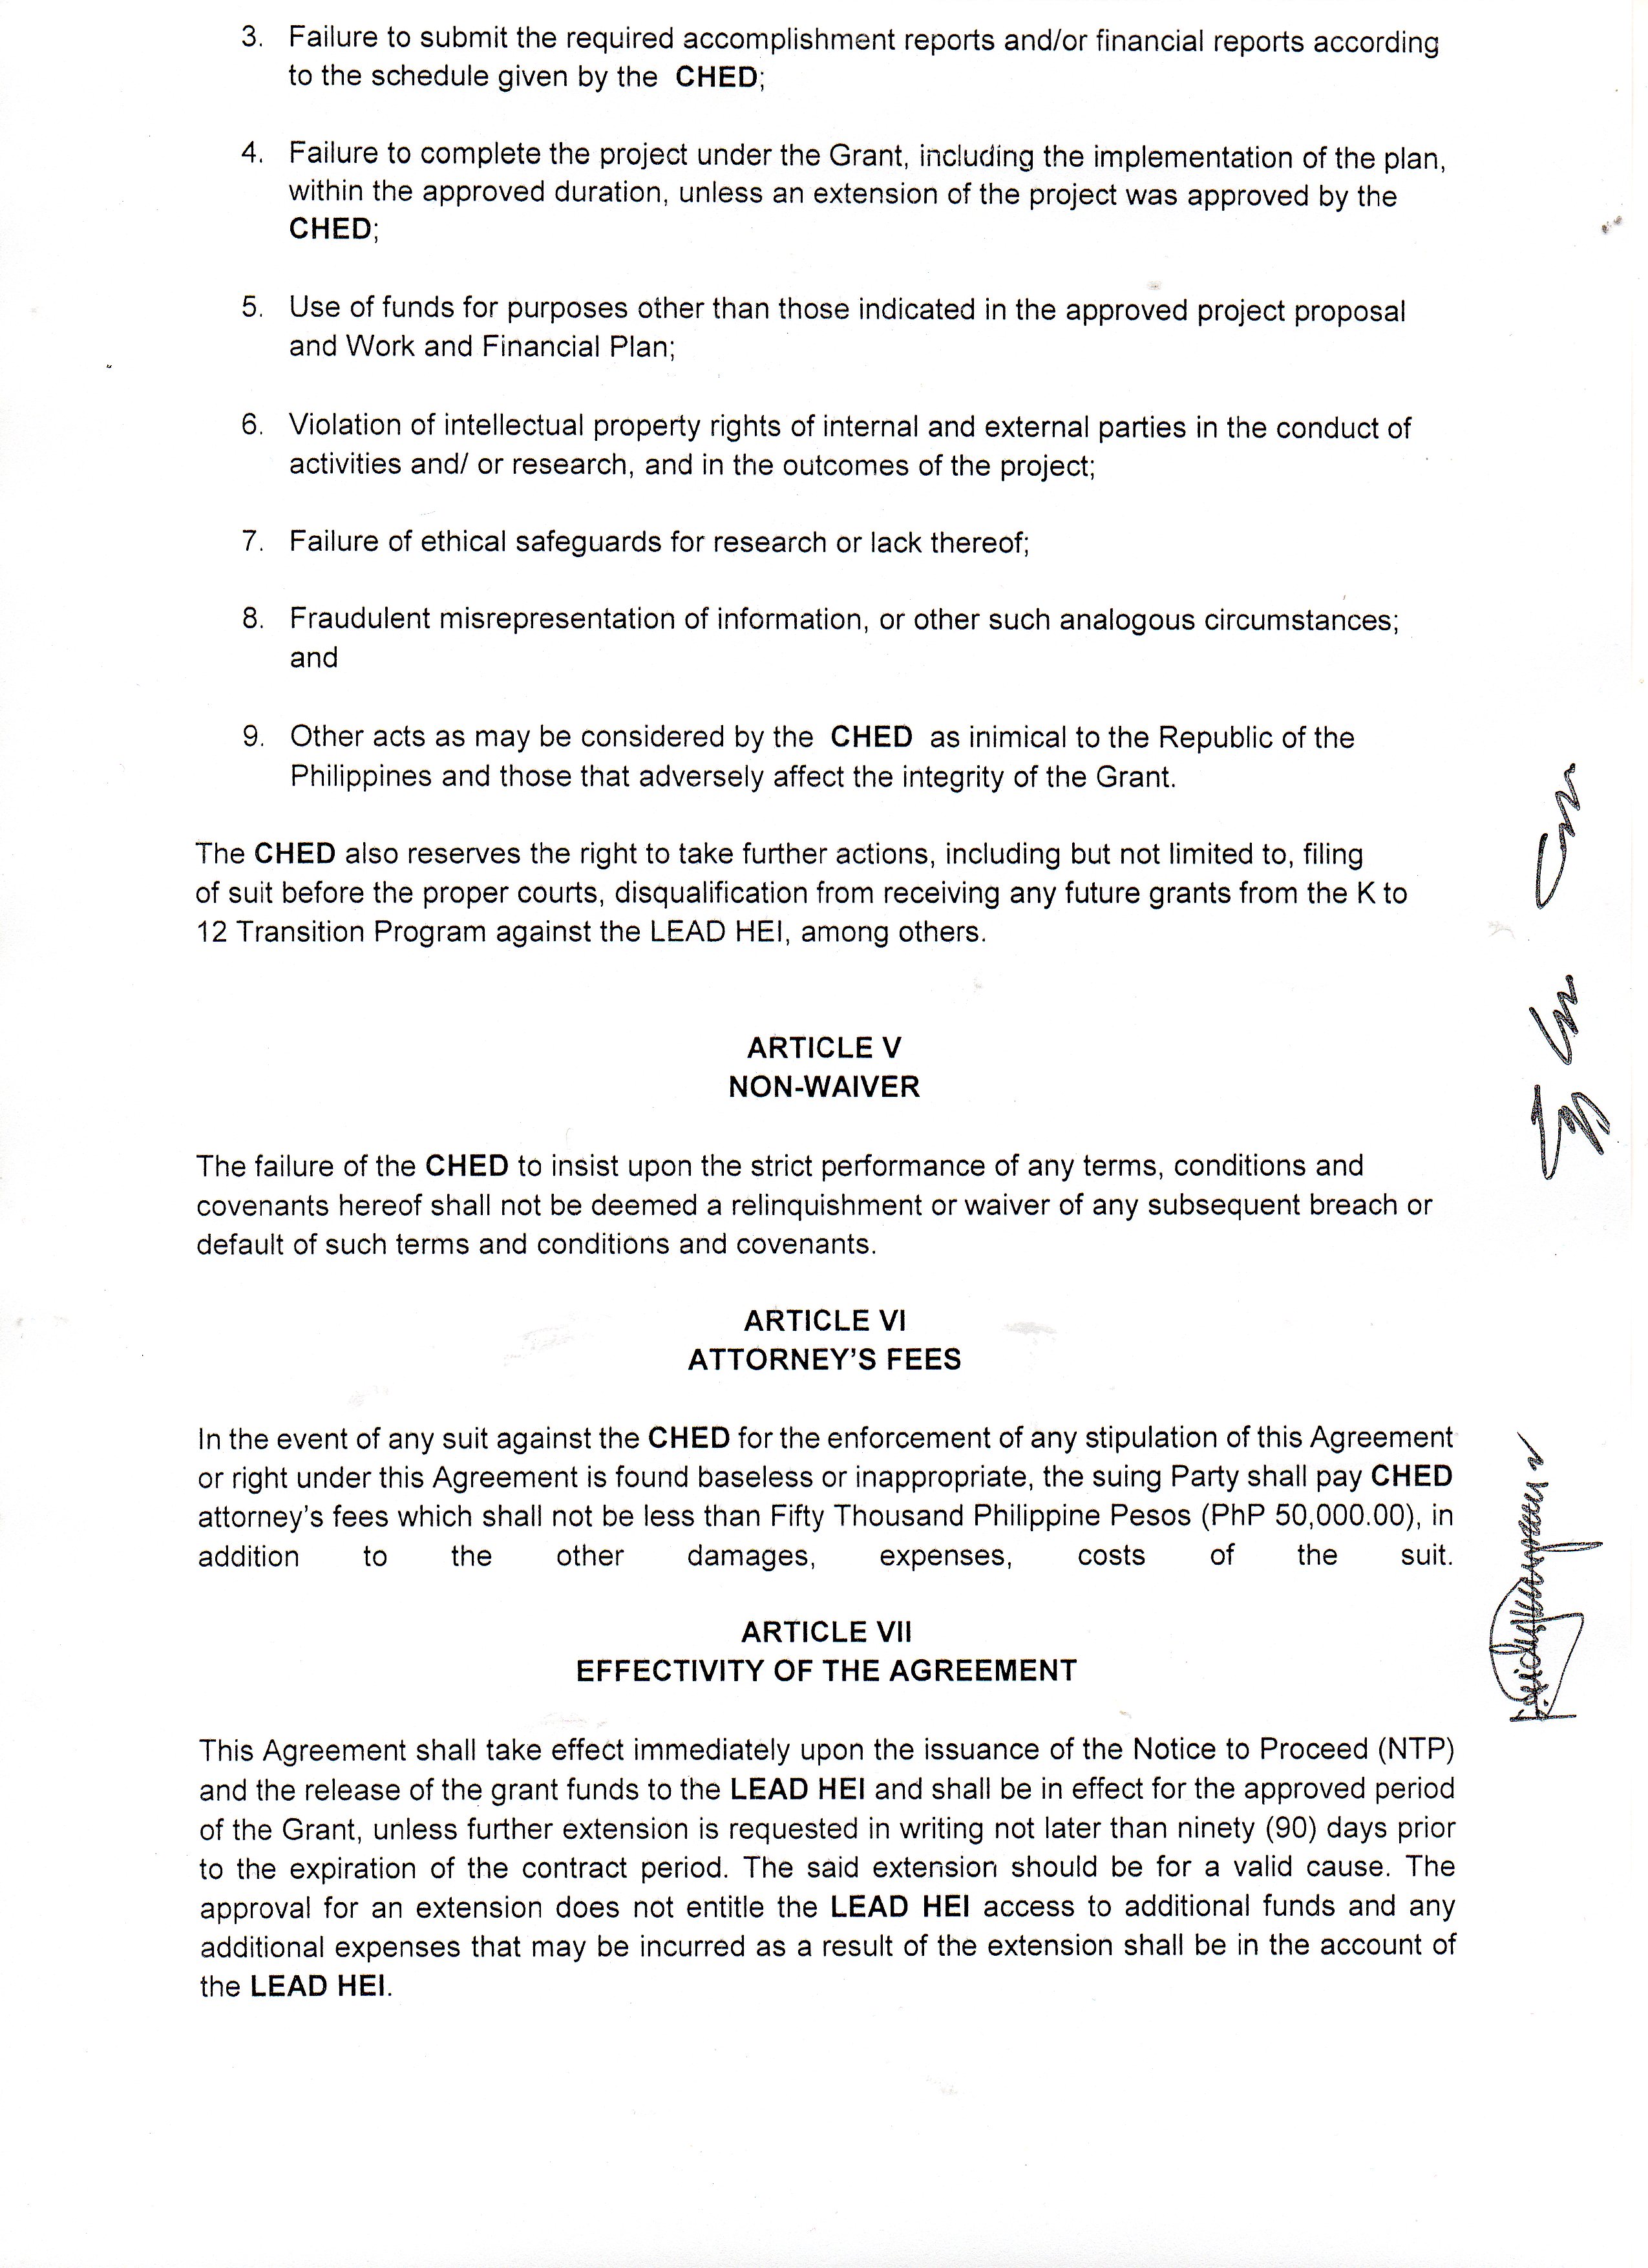 3. Failure to submit the required accomplishment reports and/or financial reports according
to the schedule given by the CHED;
4. Failure to complete the project under the Grant, including the implementation of the plan,
within the approved duration, unless an extension of the project was approved by the
CHED;
5. Use of funds for purposes other than those indicated in the approved project proposal
and Work and Financial Plan;
6. Violation of intellectual property rights of internal and external parties in the conduct of
activities and/ or research, and in the outcomes of the project;
7. Failure of ethical safeguards for research or lack thereof;
8. Fraudulent misrepresentation of information, or other such analogous circumstances;
and
9. Other acts as may be considered by the CHED as inimical to the Republic of the
Philippines and those that adversely affect the integrity of the Grant.
The CHED also reserves the right to take further actions, including but not limited to, filing
of suit before the proper courts, disqualification from receiving any future grants from the K to
12 Transition Program against the LEAD HEI, among others.
ARTICLE V
NON-WAIVER
The failure of the CHED to insist upon the strict performance of any terms, conditions and
covenants hereof shall not be deemed a relinquishment or waiver of any subsequent breach or
default of such terms and conditions and covenants.
ARTICLE VI
ATTORNEY'S FEES
In the event of any suit against the CHED for the enforcement of any stipulation of this Agreement
or right under this Agreement is found baseless or inappropriate, the suing Party shall pay CHED
attorney's fees which shall not be less than Fifty Thousand Philippine Pesos (PhP 50,000.00), in
addition to the other damages, expenses, costs of the suit.
ARTICLE VII
EFFECTIVITY OF THE AGREEMENT
This Agreement shall take effect immediately upon the issuance of the Notice to Proceed (NTP)
and the release of the grant funds to the LEAD HEI and shall be in effect for the approved period
of the Grant, unless further extension is requested in writing not later than ninety (90) days prior
to the expiration of the contract period. The said extension should be for a valid cause. The
approval for an extension does not entitle the LEAD HEI access to additional funds and any
additional expenses that may be incurred as a result of the extension shall be in the account of
the LEAD HEI.